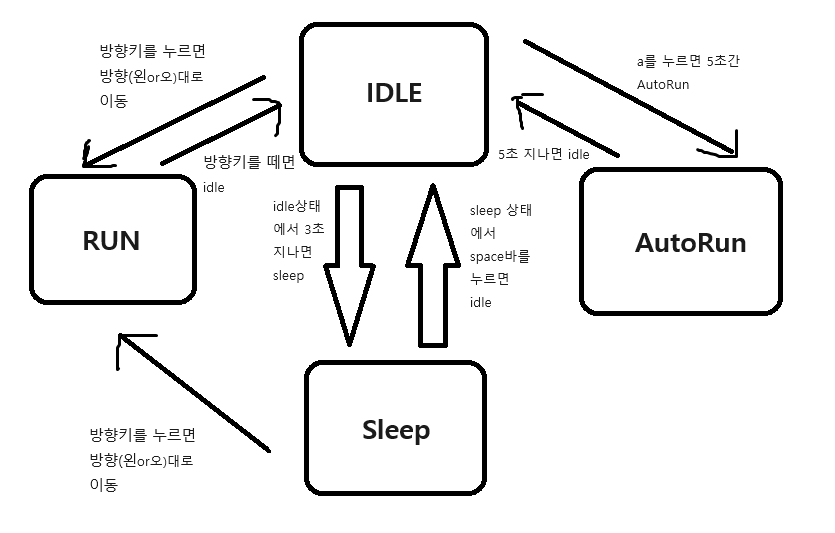 방향키를 누르면
방향(왼or오)대로
이동
IDLE
a를 누르면 5초간
AutoRun
방향키를 떼면
idle
5초 지나면 idle
RUN
idle상태
에서 3초
지나면
sleep
sleep 상태
에서
space바를
누르면
idle
AutoRun
Sleep
방향키를 누르면
방향(왼or오)대로
이동